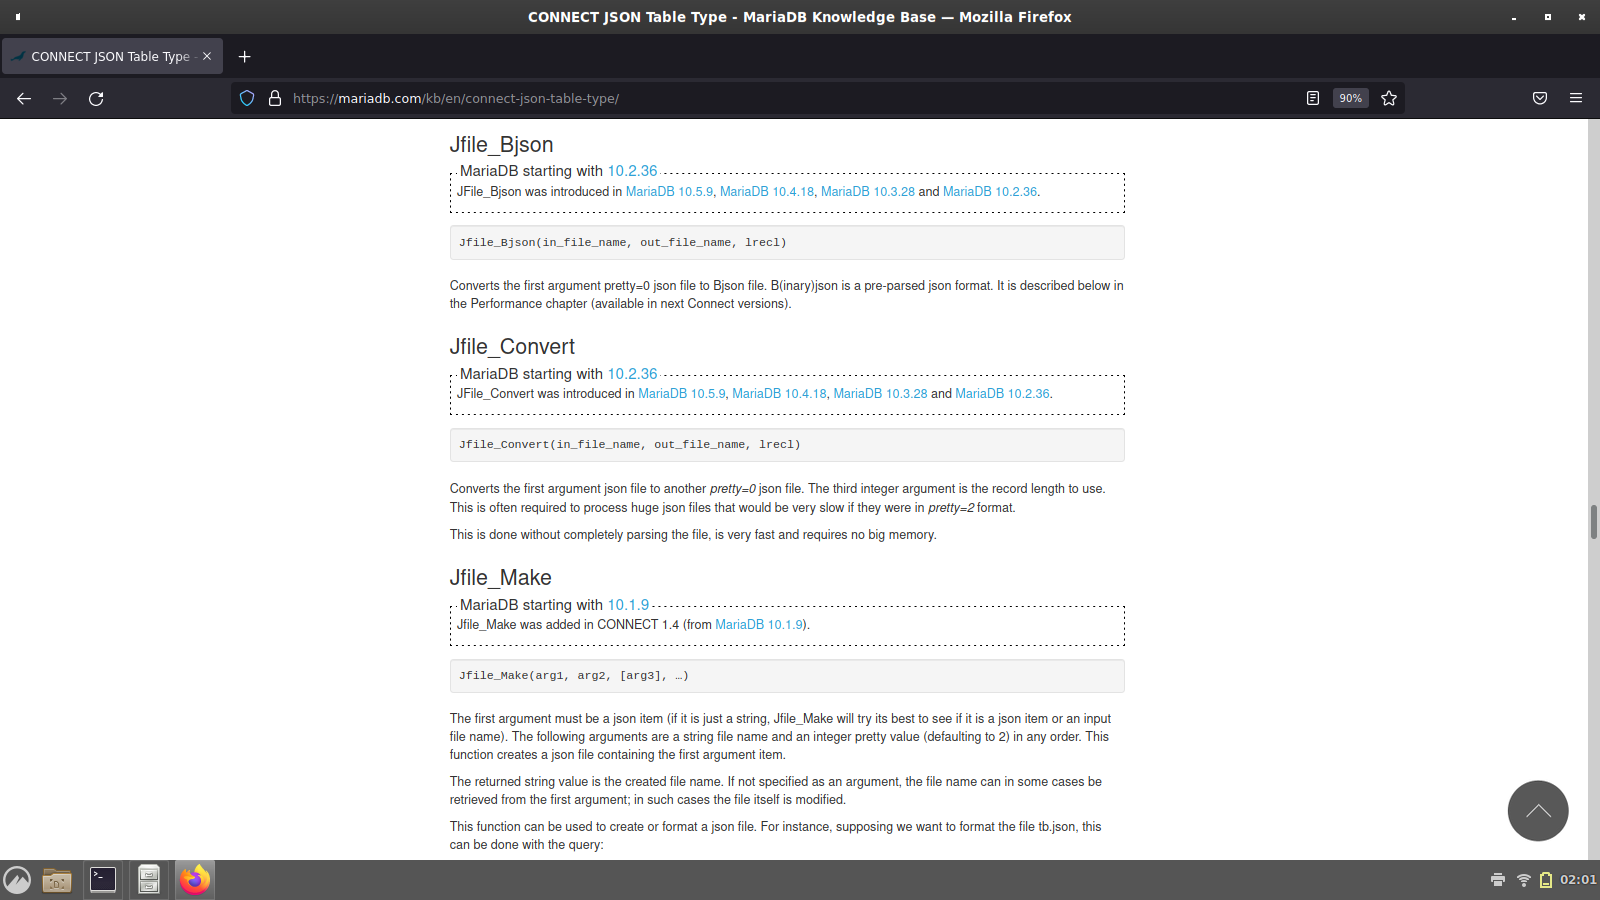 CONNECT JSON Table Type - MariaDB Knowledge Base — Mozilla Firefox
CONNECT JSON Table Type -
https://mariadb.com/kb/en/connect-json-table-type/
90%
Jfile_Bjson
MariaDB starting with 10.2.36
JFile_Bjson was introduced in MariaDB 10.5.9, MariaDB 10.4.18, MariaDB 10.3.28 and MariaDB 10.2.36.
Jfile_Bjson(in_file_name, out_file_name, lrecl)
Converts the first argument pretty=0 json file to Bjson file. B(inary)json is a pre-parsed json format. It is described below in
the Performance chapter (available in next Connect versions).
Jfile_Convert
MariaDB starting with 10.2.36
JFile_Convert was introduced in MariaDB 10.5.9, MariaDB 10.4.18, MariaDB 10.3.28 and MariaDB 10.2.36.
Jfile_Convert(in_file_name, out_file_name, lrecl)
Converts the first argument json file to another pretty=0 json file. The third integer argument is the record length to use.
This is often required to process huge json files that would be very slow if they were in pretty=2 format.
This is done without completely parsing the file, is very fast and requires no big memory.
Jfile_Make
MariaDB starting with 10.1.9
Jfile_Make was added in CONNECT 1.4 (from MariaDB 10.1.9).
Jfile_Make(arg1, arg2, [arg3], …)
The first argument must be a json item (if it is just a string, Jfile_Make will try its best to see if it is a json item or an input
file name). The following arguments are a string file name and an integer pretty value (defaulting to 2) in any order. This
function creates a json file containing the first argument item.
The returned string value is the created file name. If not specified as an argument, the file name can in some cases be
retrieved from the first argument; in such cases the file itself is modified.
This function can be used to create or format a json file. For instance, supposing we want to format the file tb.json, this
can be done with the query:
02:01